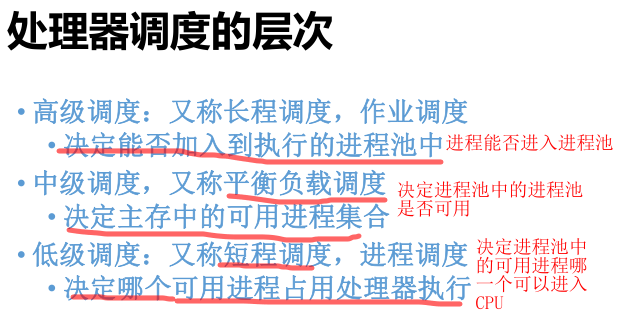 处理器调度的层次
• 高级调度：又称长程调度，作业调度
• 决定能否加入到执行的进程池中
进程能否进入进程池
• 中级调度，又称平衡负载调度
• 决定主存中的可用进程集合
决定进程池中的进程池
是否可用
• 低级调度：又称短程调度，进程调度
• 决定哪个可用进程占用处理器执行
决定进程池中
的可用进程哪
一个可以进入
CPU